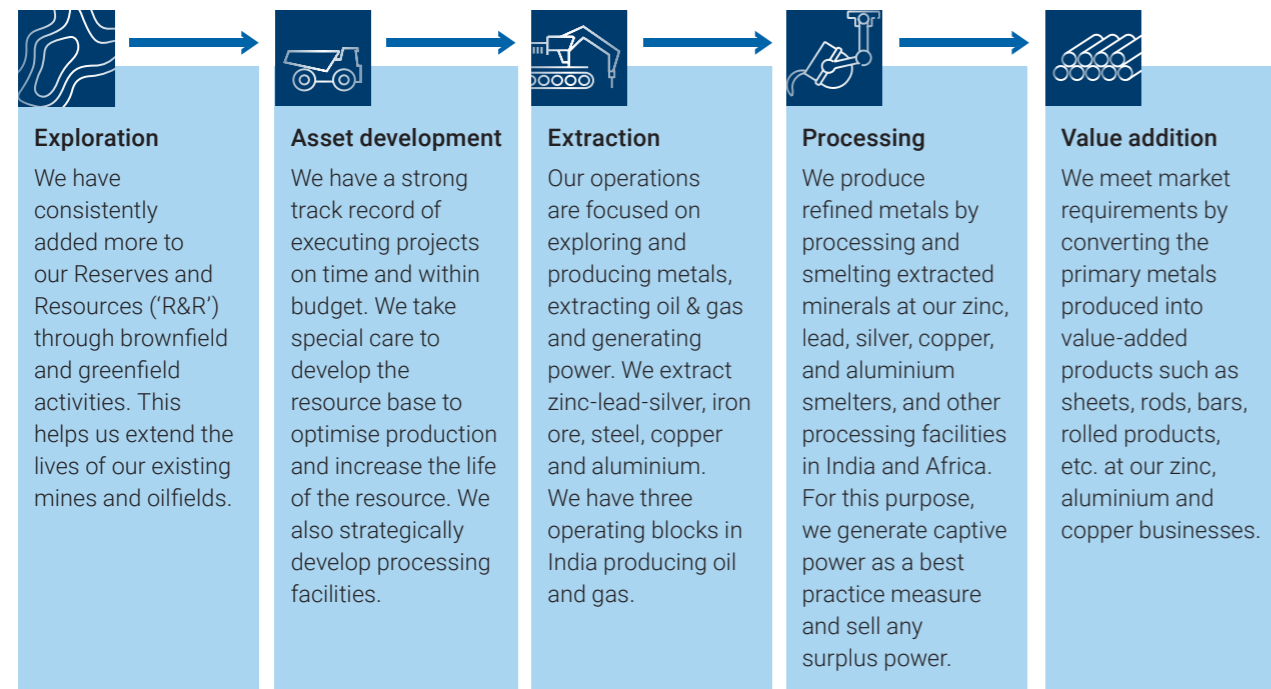 Exploration
We have
consistently
added more to
our Reserves and
Resources (‘R&R’)
through brownfield
and greenfield
activities. This
helps us extend the
lives of our existing
mines and oilfields.
Asset development
We have a strong
track record of
executing projects
on time and within
budget. We take
special care to
develop the
resource base to
optimise production
and increase the life
of the resource. We
also strategically
develop processing
facilities.
Extraction
Our operations
are focused on
exploring and
producing metals,
extracting oil & gas
and generating
power. We extract
zinc-lead-silver, iron
ore, steel, copper
and aluminium.
We have three
operating blocks in
India producing oil
and gas.
Processing
We produce
refined metals by
processing and
smelting extracted
minerals at our zinc,
lead, silver, copper,
and aluminium
smelters, and other
processing facilities
in India and Africa.
For this purpose,
we generate captive
power as a best
practice measure
and sell any
surplus power.
Value addition
We meet market
requirements by
converting the
primary metals
produced into
value-added
products such as
sheets, rods, bars,
rolled products,
etc. at our zinc,
aluminium and
copper businesses.